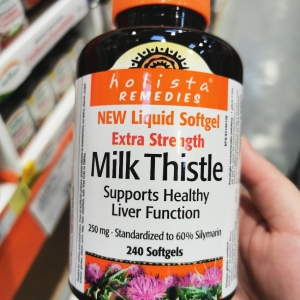 holista
REMEDIES
NEW Liquid Softgel
Extra Strength
Milk Thistle
Supports Healthy
Liver Function
250 mg · Standardized to 60% Silymarin
240 Softgels